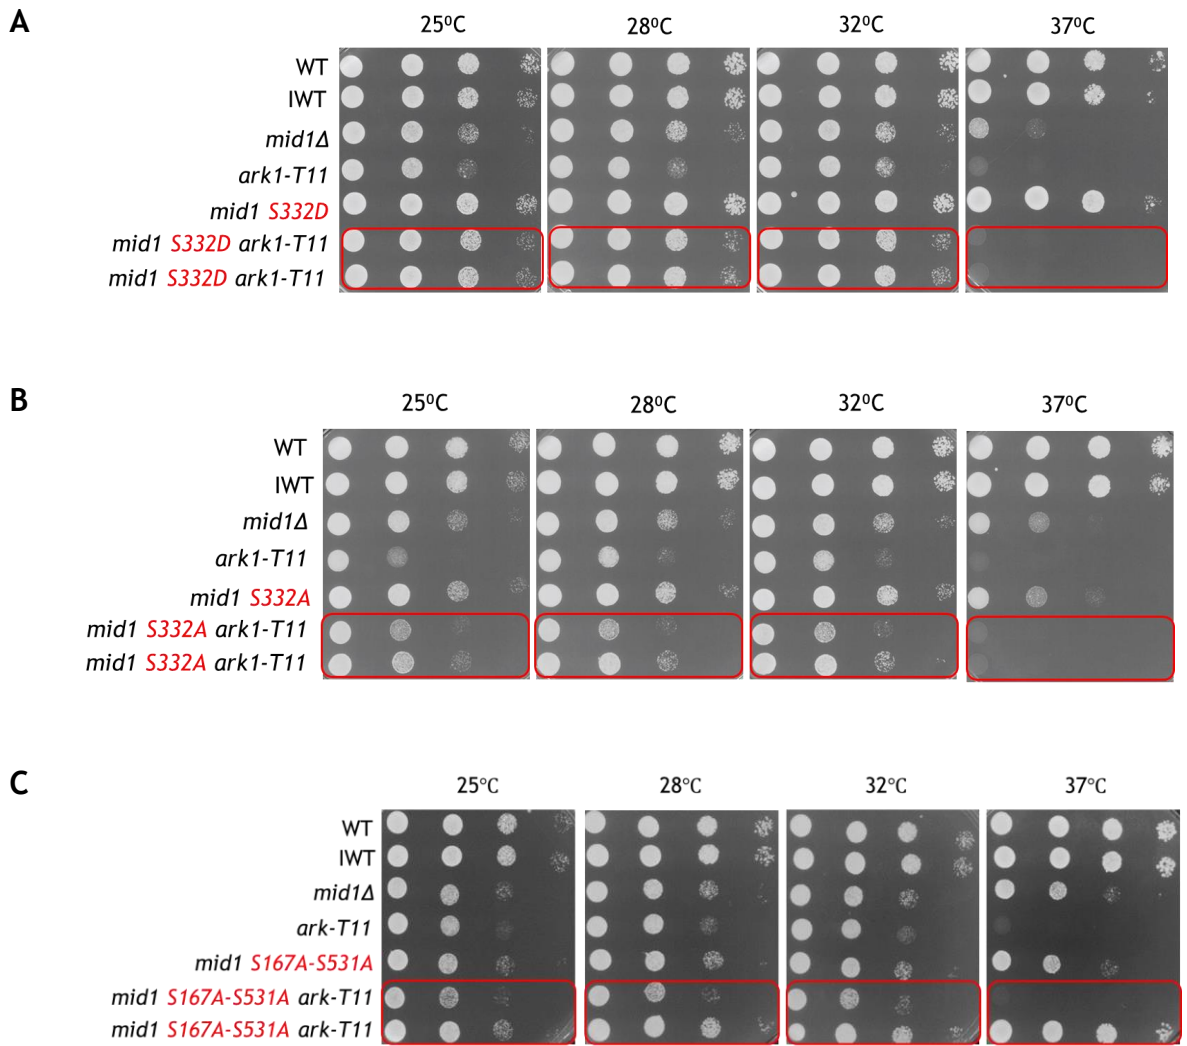 A
25⁰C 28⁰C 32⁰C 37⁰C
WT
IWT
mid1Δ
ark1-T11
mid1 S332D
mid1 S332D ark1-T11
mid1 S332D ark1-T11
B
25⁰C 28⁰C 32⁰C 37⁰C
WT
IWT
mid1Δ
ark1-T11
mid1 S332A
mid1 S332A ark1-T11
mid1 S332A ark1-T11
C
25°C 28°C 32°C 37°C
WT
IWT
mid1Δ
ark-T11
mid1 S167A-S531A
mid1 S167A-S531A ark-T11
mid1 S167A-S531A ark-T11